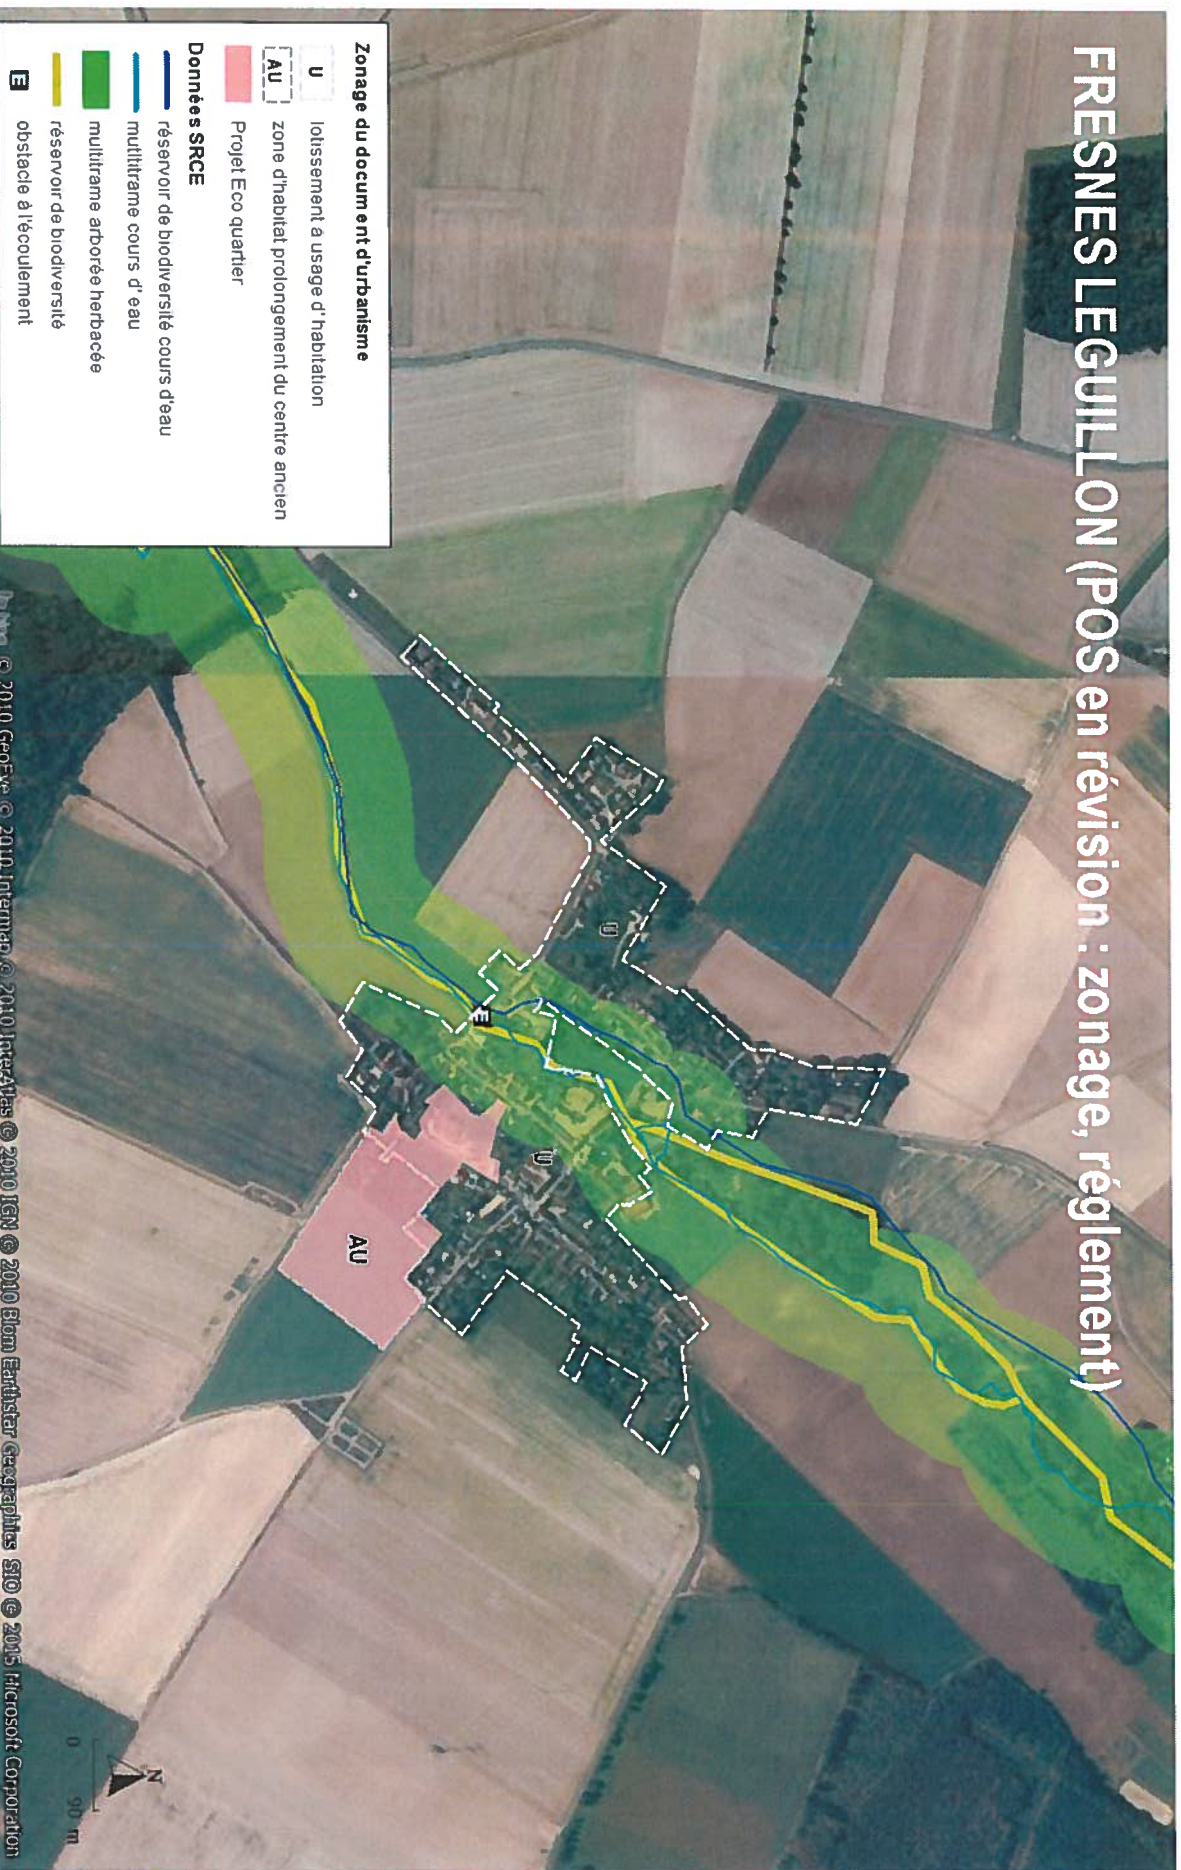 FRESNES LEGUILLON (POS en révision : zonage, réglement)
Zonage du document d'urbanisme
U lotissement à usage d'habitation
AU zone d'habitat prolongement du centre ancien
Projet Eco quartier
Données SRCE
réservoir de biodiversité cours d'eau
mutltitrame cours d'eau
multitrame arborée herbacée
réservoir de biodiversité
E obstacle à l'écoulement
U
E
U
AU
N
0 90 m
© 2010 GeoEye © 2010 Intermap © 2010 InterAtlas © 2010 IGN © 2010 Blom Earthstar Geographics SIO © 2015 Microsoft Corporation